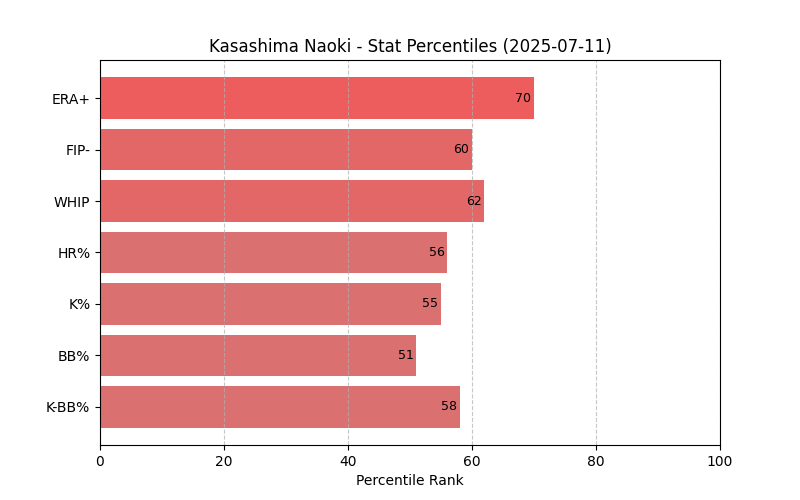 Kasashima Naoki - Stat Percentiles (2025-07-11)
ERA+ 70
FIP- 60
WHIP 62
HR% 56
K% 55
BB% 51
K-BB% 58
0 20 40 60 80 100
Percentile Rank